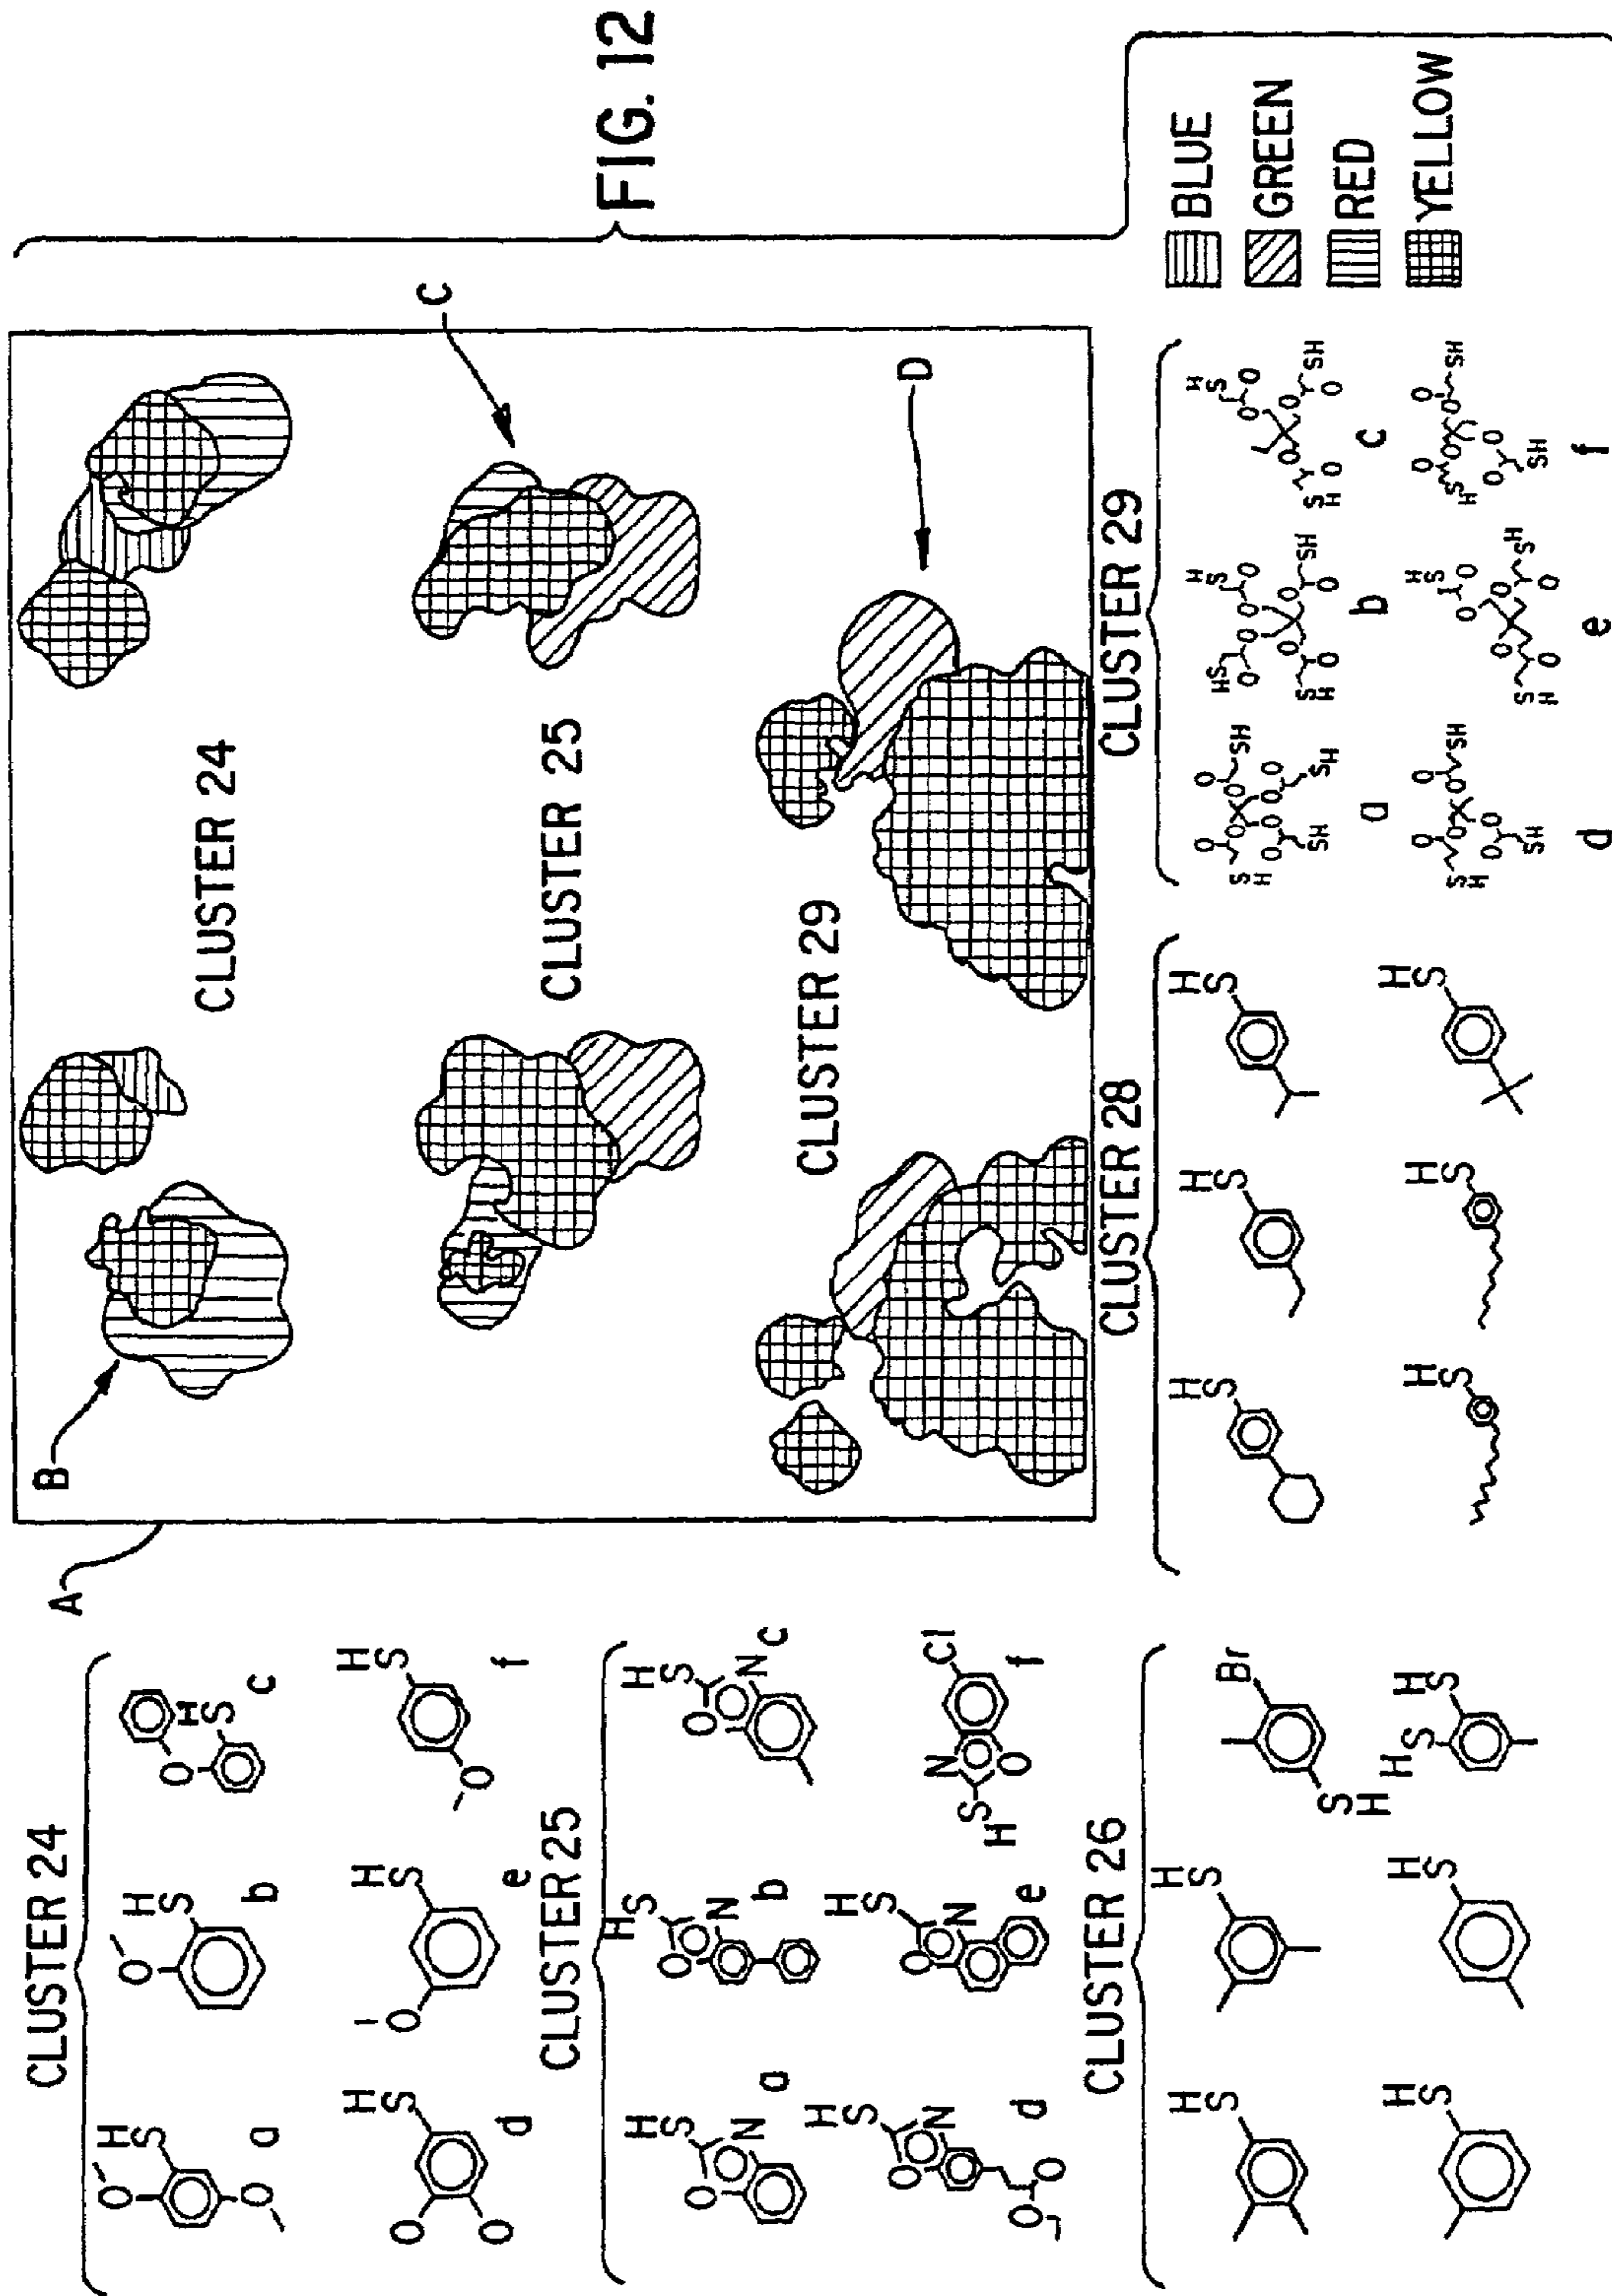 FIG. 12
A
B
C
D
CLUSTER 24
CLUSTER 25
CLUSTER 29
BLUE
GREEN
RED
YELLOW
CLUSTER 24
O
H
S
O
a
O
H
S
b
O
H
S
c
O
O
H
S
d
O
H
S
e
O
H
S
f
CLUSTER 25
H
S
O
N
a
H
S
O
N
b
H
S
O
N
c
H
S
O
N
O
O
d
H
S
O
N
e
Cl
N
O
S
H
f
CLUSTER 26
H
S
H
S
Br
S
H
H
S
H
S
H
S
H
S
CLUSTER 28
H
S
H
S
H
S
H
S
H
S
H
S
CLUSTER 29
a
b
c
d
e
f